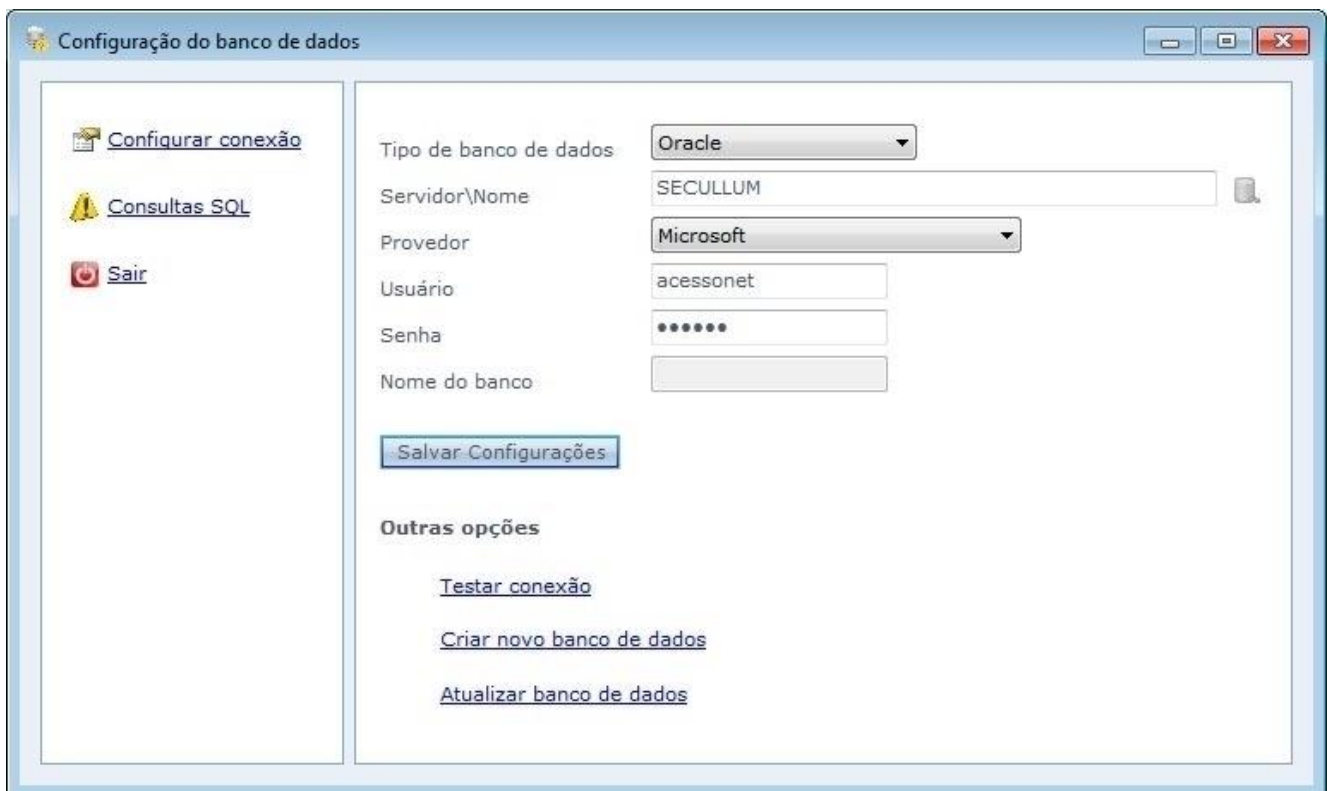 Configuração do banco de dados
Configurar conexão
Consultas SQL
Sair
Tipo de banco de dados Oracle
Servidor\Nome SECULLUM
Provedor Microsoft
Usuário acessonet
Senha ••••••
Nome do banco
Salvar Configurações
Outras opções
Testar conexão
Criar novo banco de dados
Atualizar banco de dados